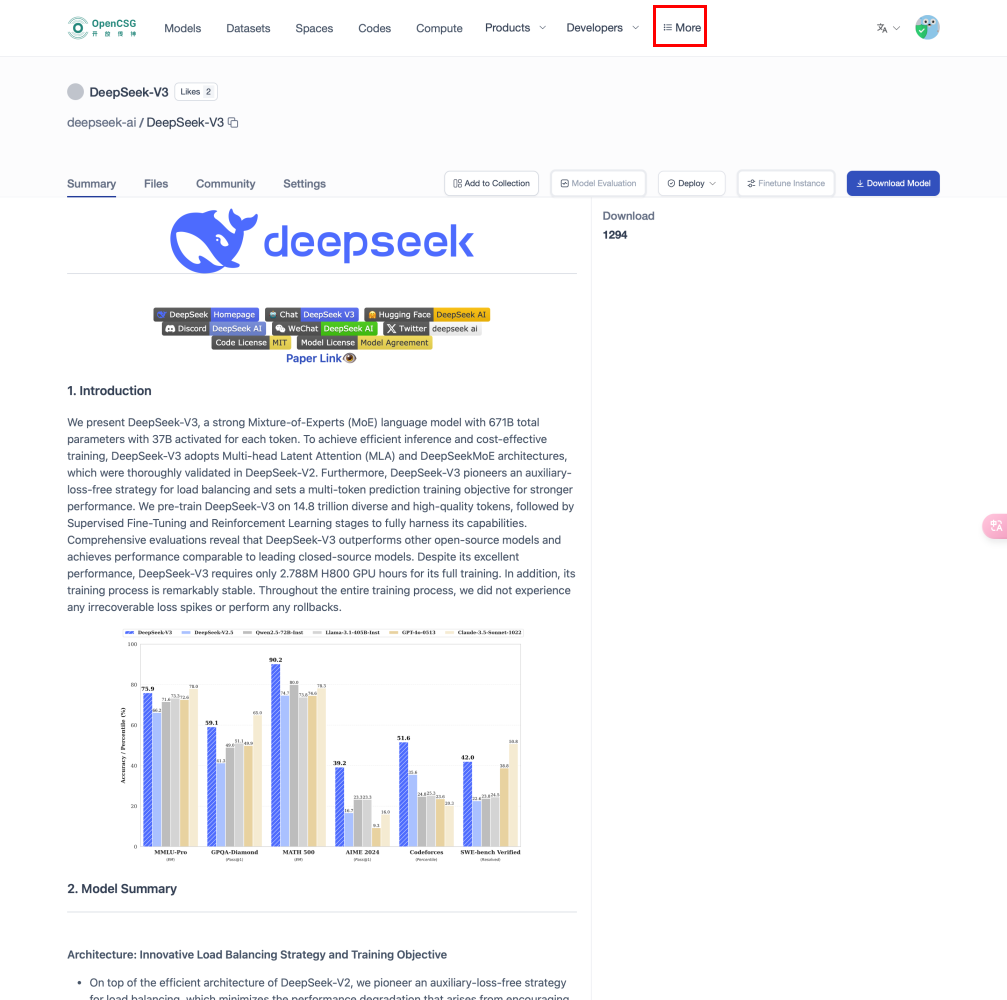 OpenCSG
开 放 传 神
Models
Datasets
Spaces
Codes
Compute
Products
Developers
More
DeepSeek-V3
Likes 2
deepseek-ai / DeepSeek-V3
Summary
Files
Community
Settings
Add to Collection
Model Evaluation
Deploy
Finetune Instance
Download Model
deepseek
Download
1294
DeepSeek Homepage Chat DeepSeek V3 Hugging Face DeepSeek AI
Discord DeepSeek AI WeChat DeepSeek AI Twitter deepseek ai
Code License MIT Model License Model Agreement
Paper Link
1. Introduction
We present DeepSeek-V3, a strong Mixture-of-Experts (MoE) language model with 671B total
parameters with 37B activated for each token. To achieve efficient inference and cost-effective
training, DeepSeek-V3 adopts Multi-head Latent Attention (MLA) and DeepSeekMoE architectures,
which were thoroughly validated in DeepSeek-V2. Furthermore, DeepSeek-V3 pioneers an auxiliary-
loss-free strategy for load balancing and sets a multi-token prediction training objective for stronger
performance. We pre-train DeepSeek-V3 on 14.8 trillion diverse and high-quality tokens, followed by
Supervised Fine-Tuning and Reinforcement Learning stages to fully harness its capabilities.
Comprehensive evaluations reveal that DeepSeek-V3 outperforms other open-source models and
achieves performance comparable to leading closed-source models. Despite its excellent
performance, DeepSeek-V3 requires only 2.788M H800 GPU hours for its full training. In addition, its
training process is remarkably stable. Throughout the entire training process, we did not experience
any irrecoverable loss spikes or perform any rollbacks.
DeepSeek-V3 DeepSeek-V2.5 Qwen2.5-72B-Inst Llama-3.1-405B-Inst GPT-4o-0513 Claude-3.5-Sonnet-1022
Accuracy / Percentile (%)
100
80
60
40
20
0
75.9 66.2 71.6 73.3 72.6 78.0
59.1 41.3 49.0 51.1 49.9 65.0
90.2 74.7 80.0 73.8 74.6 78.3
39.2 16.7 23.3 23.3 9.3 16.0
51.6 35.6 24.8 25.3 23.6 20.3
42.0 22.6 23.8 24.5 38.8 50.8
MMLU-Pro GPQA-Diamond MATH 500 AIME 2024 Codeforces SWE-bench Verified
(EM) (Pass@1) (EM) (Pass@1) (Percentile) (Resolved)
2. Model Summary
Architecture: Innovative Load Balancing Strategy and Training Objective
• On top of the efficient architecture of DeepSeek-V2, we pioneer an auxiliary-loss-free strategy
for load balancing, which minimizes the performance degradation that arises from encouraging